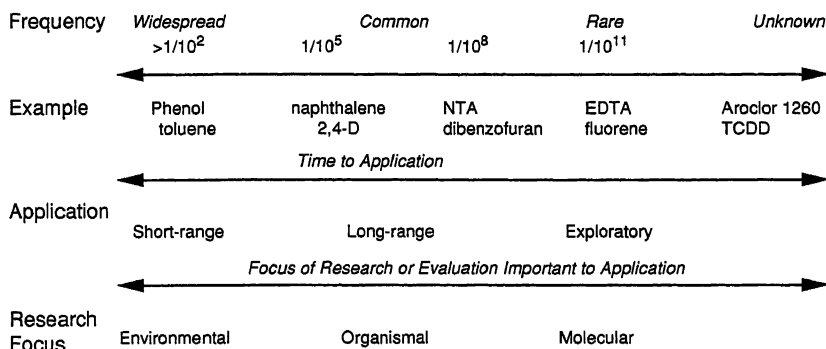 Frequency Widespread Common Rare Unknown
>1/10² 1/10⁵ 1/10⁸ 1/10¹¹
Example Phenol naphthalene NTA EDTA Aroclor 1260
toluene 2,4-D dibenzofuran fluorene TCDD
Time to Application
Application
Short-range Long-range Exploratory
Focus of Research or Evaluation Important to Application
Research
Environmental Organismal Molecular
Focus